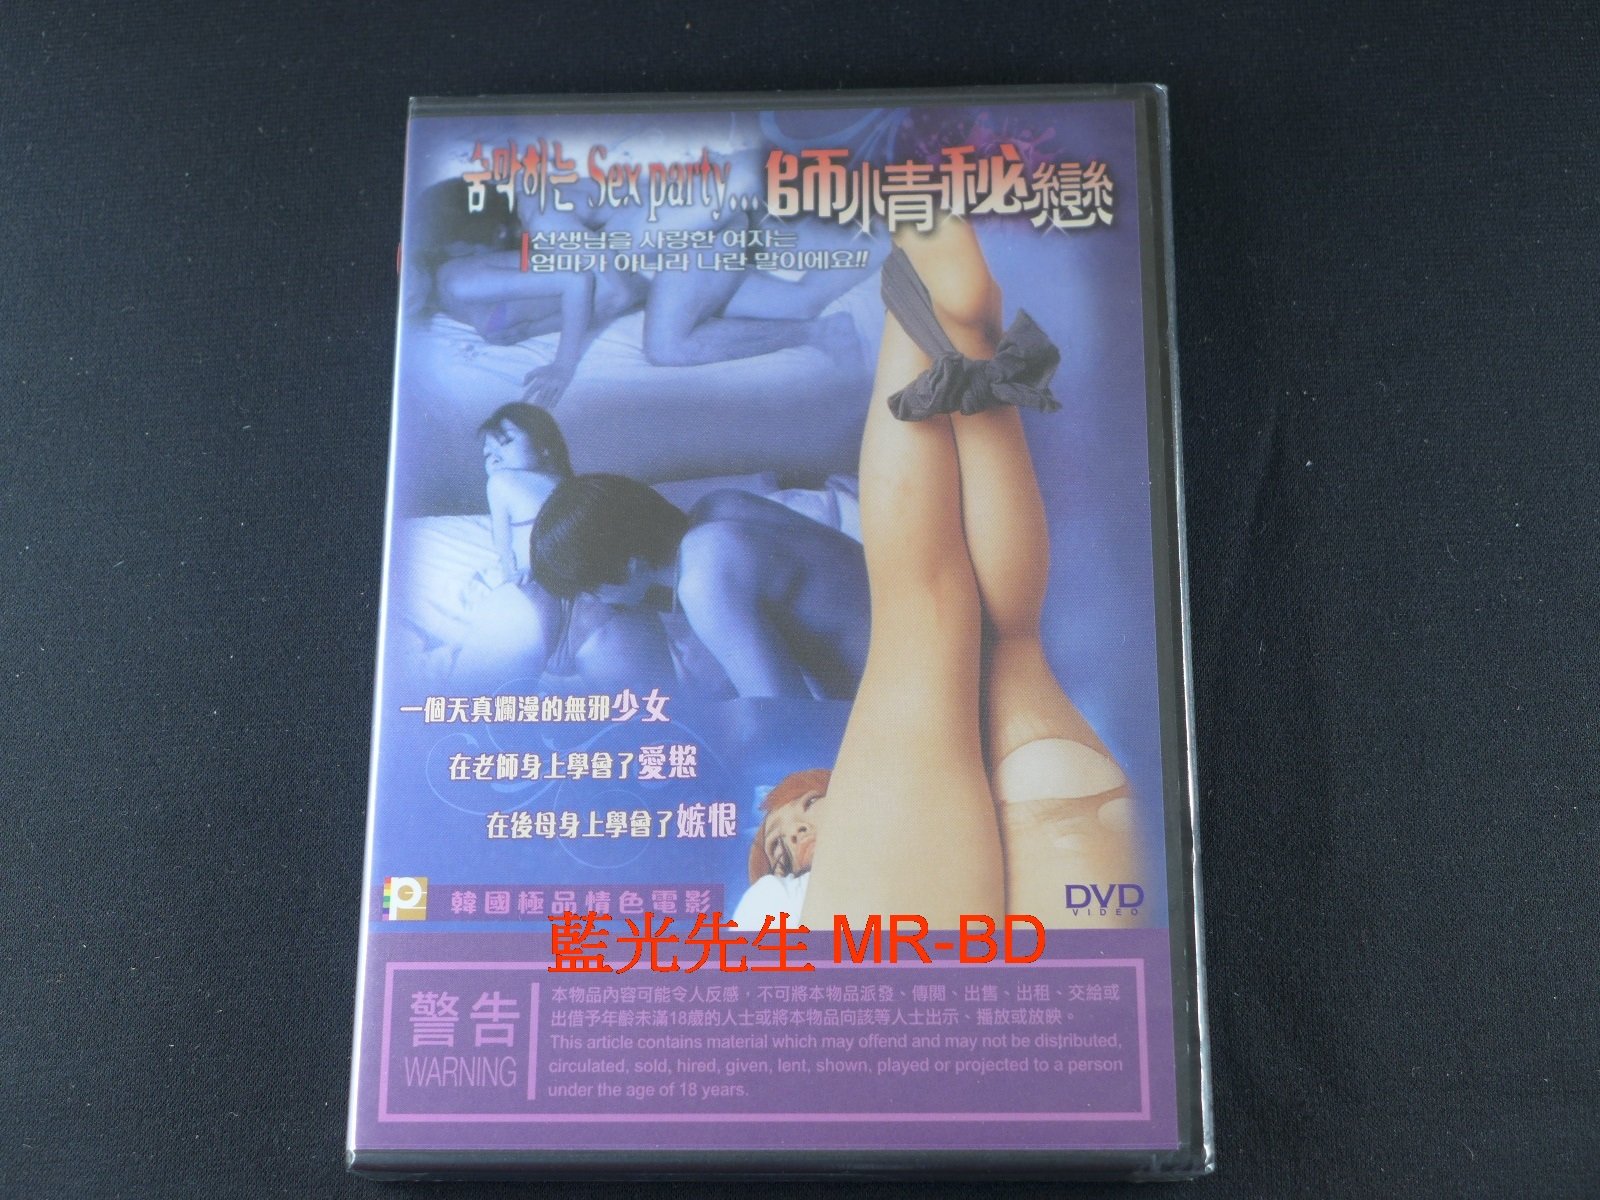 숨막히는 Sex party... 師情秘戀
선생님을 사랑한 여자는
엄마가 아니라 나란 말이에요!!
一個天真爛漫的無邪少女
在老師身上學會了愛慾
在後母身上學會了嫉恨
韓國極品情色電影
DVD
VIDEO
藍光先生 MR-BD
警告
WARNING
本物品內容可能令人反感，不可將本物品派發、傳閱、出售、出租、交給或
出借予年齡未滿18歲的人士或將本物品向該等人士出示、播放或放映。
This article contains material which may offend and may not be distributed,
circulated, sold, hired, given, lent, shown, played or projected to a person
under the age of 18 years.